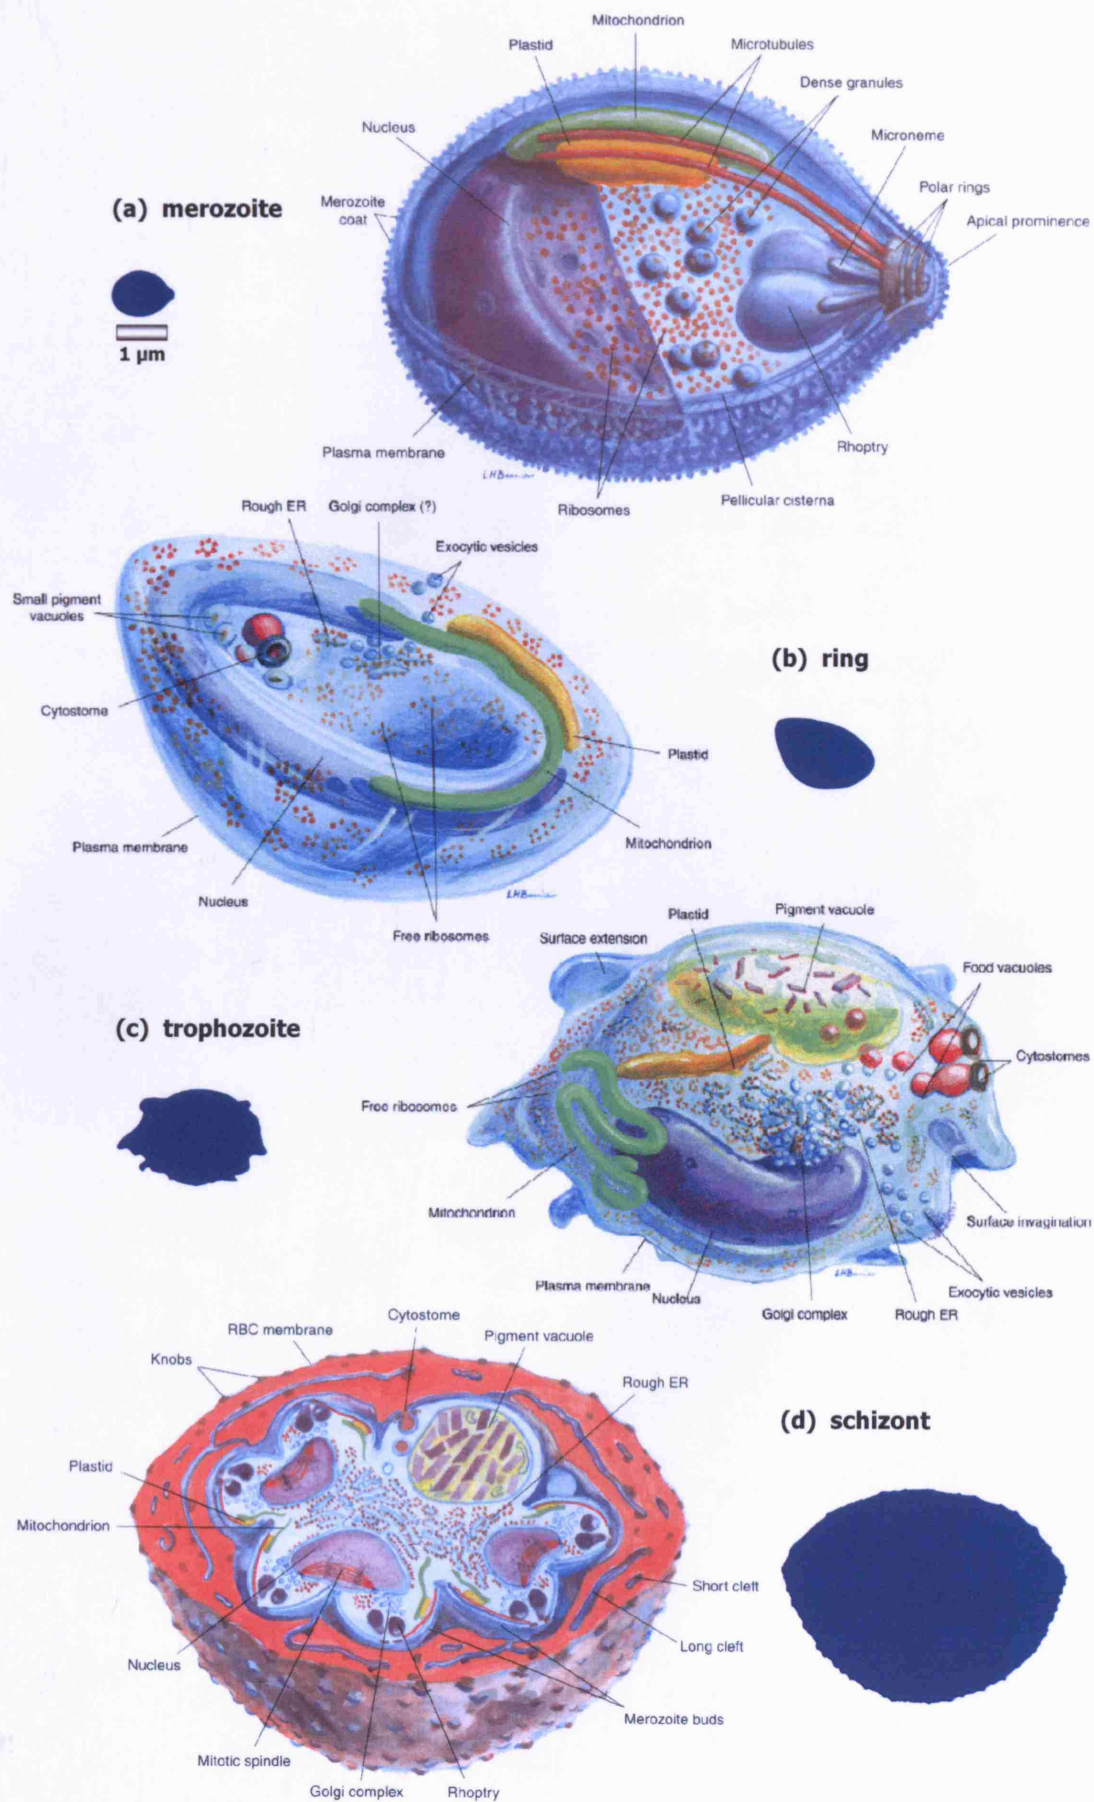 Mitochondrion
Plastid
Microtubules
Dense granules
Nucleus
Microneme
Polar rings
(a) merozoite
Merozoite
coat
Apical prominence
1 µm
Rhoptry
Plasma membrane
Pellicular cisterna
Ribosomes
Rough ER
Golgi complex (?)
Exocytic vesicles
Small pigment
vacuoles
(b) ring
Cytostome
Plastid
Mitochondrion
Plasma membrane
Nucleus
Free ribosomes
Plastid
Pigment vacuole
Surface extension
Food vacuoles
(c) trophozoite
Cytostomes
Free ribosomes
Mitochondrion
Surface invagination
Plasma membrane
Nucleus
Exocytic vesicles
Golgi complex
Rough ER
Cytostome
RBC membrane
Pigment vacuole
Knobs
Rough ER
(d) schizont
Plastid
Mitochondrion
Short cleft
Long cleft
Nucleus
Merozoite buds
Mitotic spindle
Golgi complex
Rhoptry